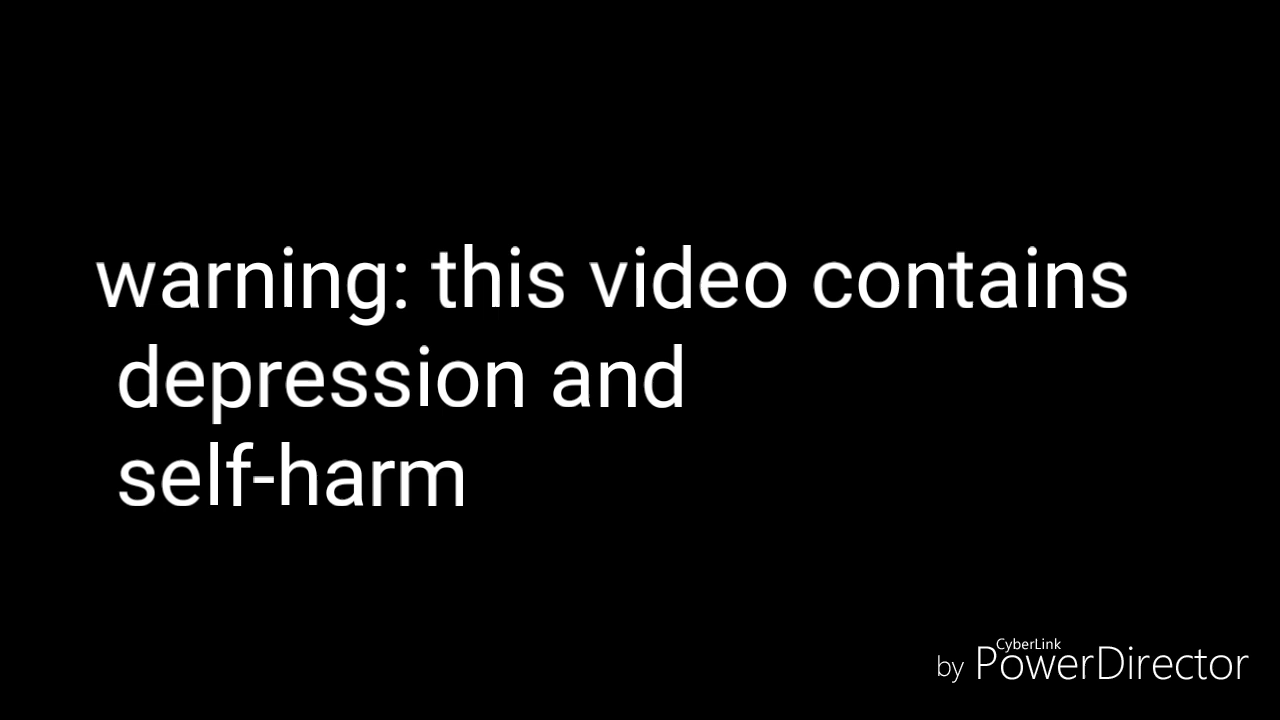 warning: this video contains
depression and
self-harm
CyberLink
by PowerDirector